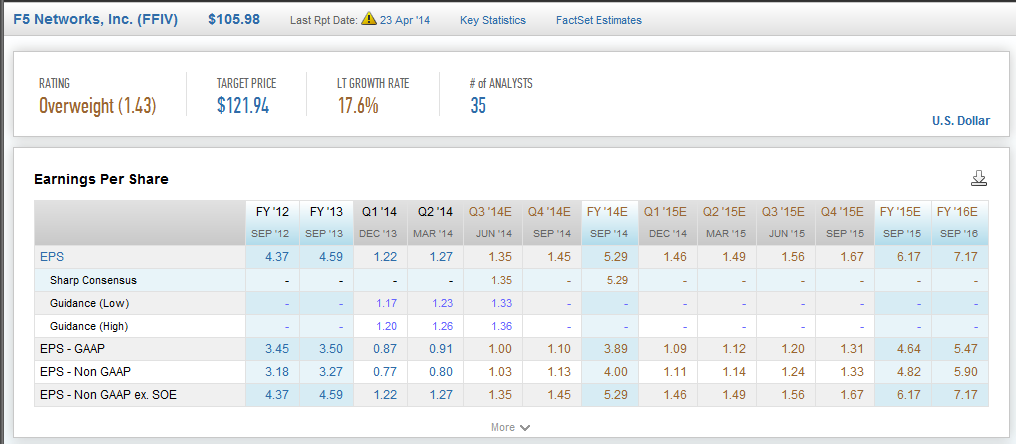 F5 Networks, Inc. (FFIV) $105.98 Last Rpt Date: 23 Apr '14 Key Statistics FactSet Estimates
RATING TARGET PRICE LT GROWTH RATE # of ANALYSTS
Overweight (1.43) $121.94 17.6% 35
U.S. Dollar
Earnings Per Share
FY '12 FY '13 Q1 '14 Q2 '14 Q3 '14E Q4 '14E FY '14E Q1 '15E Q2 '15E Q3 '15E Q4 '15E FY '15E FY '16E
SEP '12 SEP '13 DEC '13 MAR '14 JUN '14 SEP '14 SEP '14 DEC '14 MAR '15 JUN '15 SEP '15 SEP '15 SEP '16
EPS 4.37 4.59 1.22 1.27 1.35 1.45 5.29 1.46 1.49 1.56 1.67 6.17 7.17
Sharp Consensus - - - - 1.35 - 5.29 - - - - - -
Guidance (Low) - - 1.17 1.23 1.33 - - - - - - - -
Guidance (High) - - 1.20 1.26 1.36 - - - - - - - -
EPS - GAAP 3.45 3.50 0.87 0.91 1.00 1.10 3.89 1.09 1.12 1.20 1.31 4.64 5.47
EPS - Non GAAP 3.18 3.27 0.77 0.80 1.03 1.13 4.00 1.11 1.14 1.24 1.33 4.82 5.90
EPS - Non GAAP ex. SOE 4.37 4.59 1.22 1.27 1.35 1.45 5.29 1.46 1.49 1.56 1.67 6.17 7.17
More